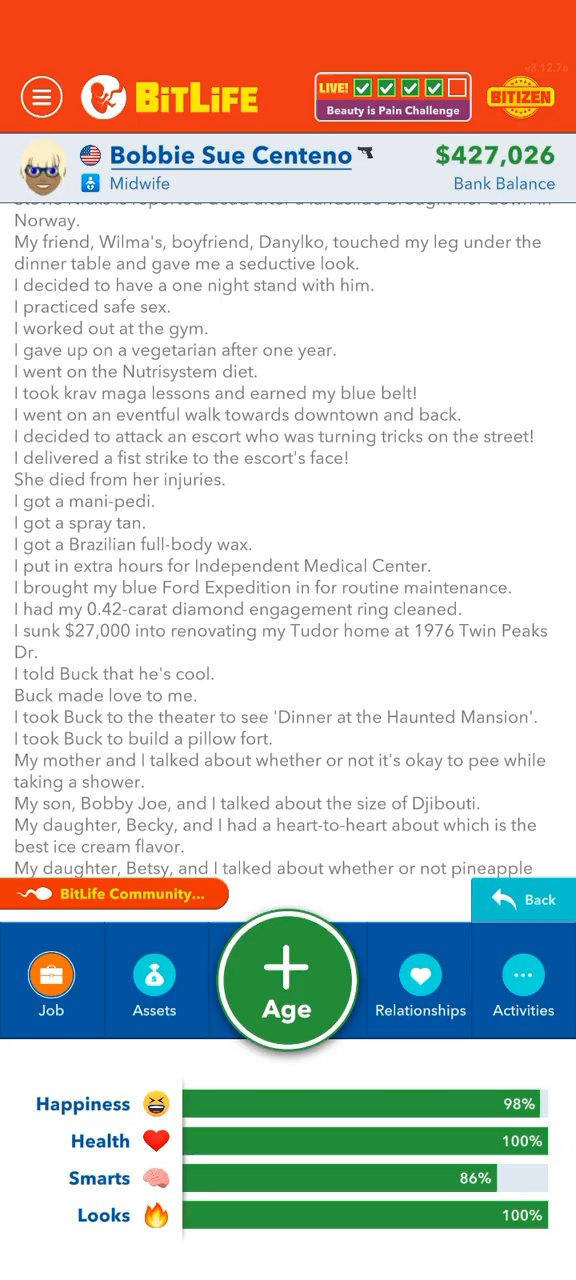 v3.12.7a
BITLIFE
LIVE!
Beauty is Pain Challenge
BITIZEN
Bobbie Sue Centeno
$427,026
Midwife
Bank Balance
Stevie Nicks is reported dead after a landslide brought her down in
Norway.
My friend, Wilma's, boyfriend, Danylko, touched my leg under the
dinner table and gave me a seductive look.
I decided to have a one night stand with him.
I practiced safe sex.
I worked out at the gym.
I gave up on a vegetarian after one year.
I went on the Nutrisystem diet.
I took krav maga lessons and earned my blue belt!
I went on an eventful walk towards downtown and back.
I decided to attack an escort who was turning tricks on the street!
I delivered a fist strike to the escort's face!
She died from her injuries.
I got a mani-pedi.
I got a spray tan.
I got a Brazilian full-body wax.
I put in extra hours for Independent Medical Center.
I brought my blue Ford Expedition in for routine maintenance.
I had my 0.42-carat diamond engagement ring cleaned.
I sunk $27,000 into renovating my Tudor home at 1976 Twin Peaks
Dr.
I told Buck that he's cool.
Buck made love to me.
I took Buck to the theater to see 'Dinner at the Haunted Mansion'.
I took Buck to build a pillow fort.
My mother and I talked about whether or not it's okay to pee while
taking a shower.
My son, Bobby Joe, and I talked about the size of Djibouti.
My daughter, Becky, and I had a heart-to-heart about which is the
best ice cream flavor.
My daughter, Betsy, and I talked about whether or not pineapple
BitLife Community...
Back
Age
Job
Assets
Relationships
Activities
Happiness
98%
Health
100%
Smarts
86%
Looks
100%